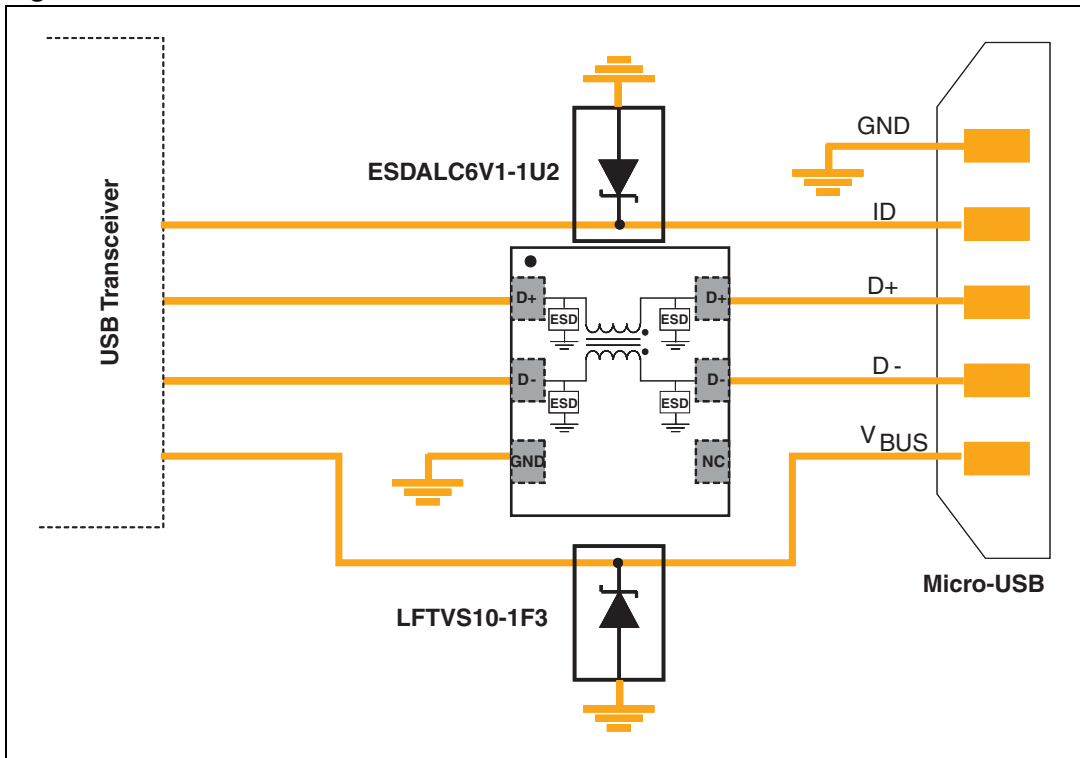 USB Transceiver
ESDALC6V1-1U2
GND
ID
D+
D -
V BUS
Micro-USB
D+
ESD
ESD
D+
D-
ESD
ESD
D-
GND
NC
LFTVS10-1F3